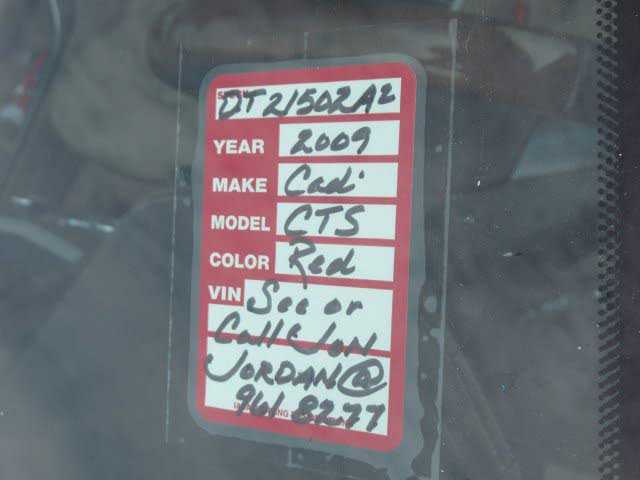 DT21502A2
YEAR 2009
MAKE Cadi
MODEL CTS
COLOR Red
VIN See or
Call Jon
JORDAN@
961 8277